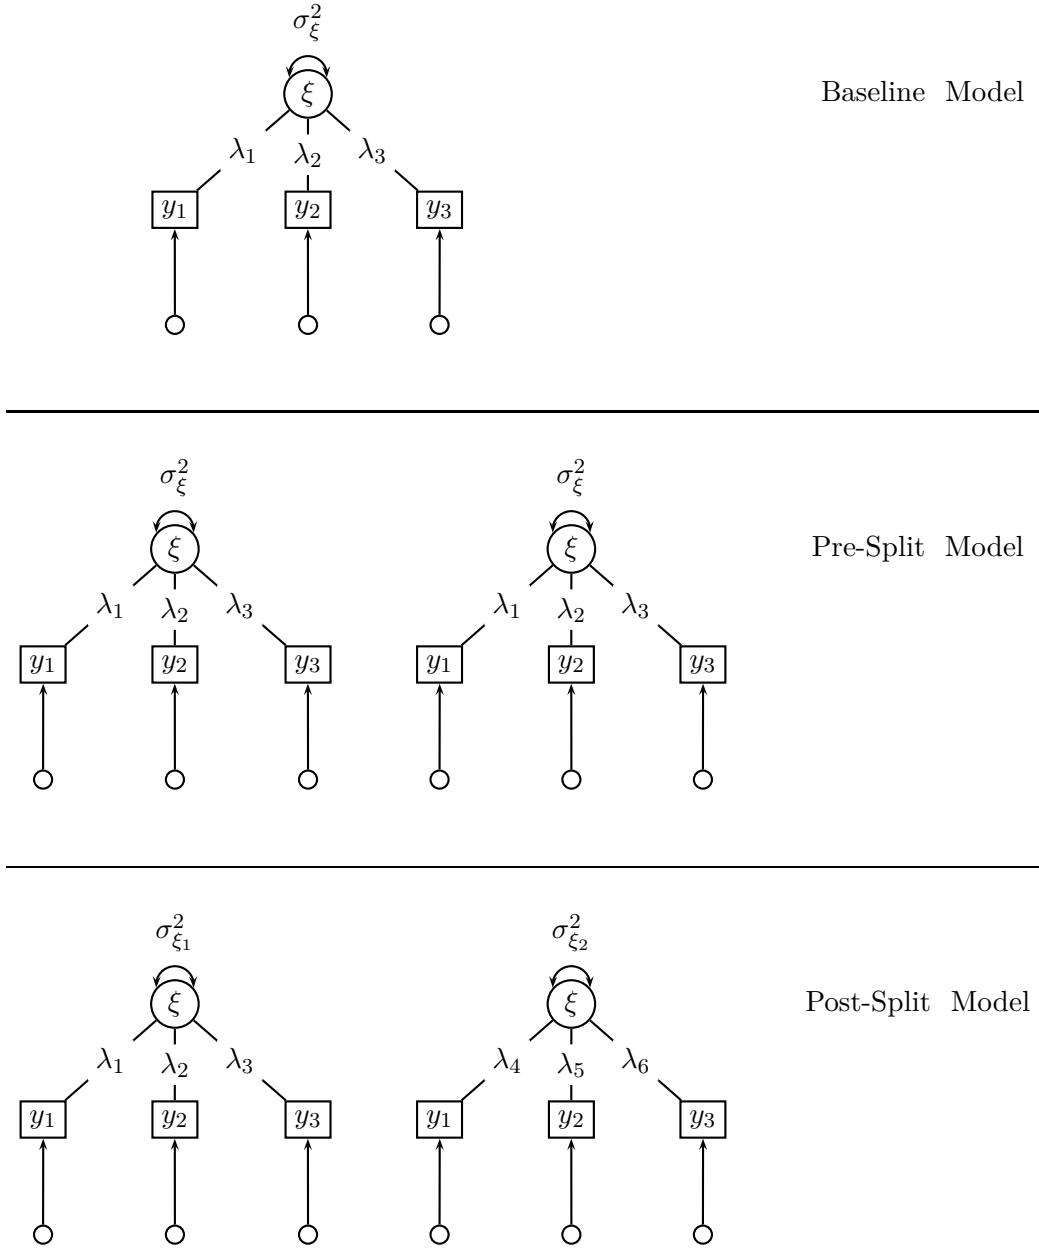 σ²_ξ
ξ
Baseline Model
λ₁ λ₂ λ₃
y₁ y₂ y₃
σ²_ξ σ²_ξ
ξ ξ
Pre-Split Model
λ₁ λ₂ λ₃ λ₁ λ₂ λ₃
y₁ y₂ y₃ y₁ y₂ y₃
σ²_ξ₁ σ²_ξ₂
ξ ξ
Post-Split Model
λ₁ λ₂ λ₃ λ₄ λ₅ λ₆
y₁ y₂ y₃ y₁ y₂ y₃